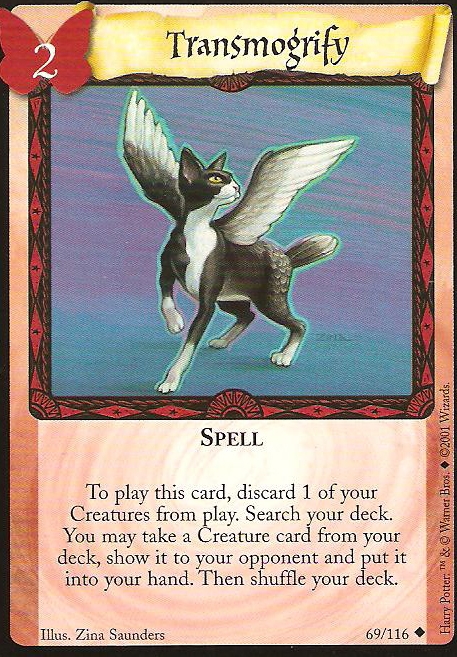 2
Transmogrify
SPELL
To play this card, discard 1 of your
Creatures from play. Search your deck.
You may take a Creature card from your
deck, show it to your opponent and put it
into your hand. Then shuffle your deck.
Illus. Zina Saunders
69/116 ◆
Harry Potter, ™ & © Warner Bros. ◆ ©2001 Wizards.